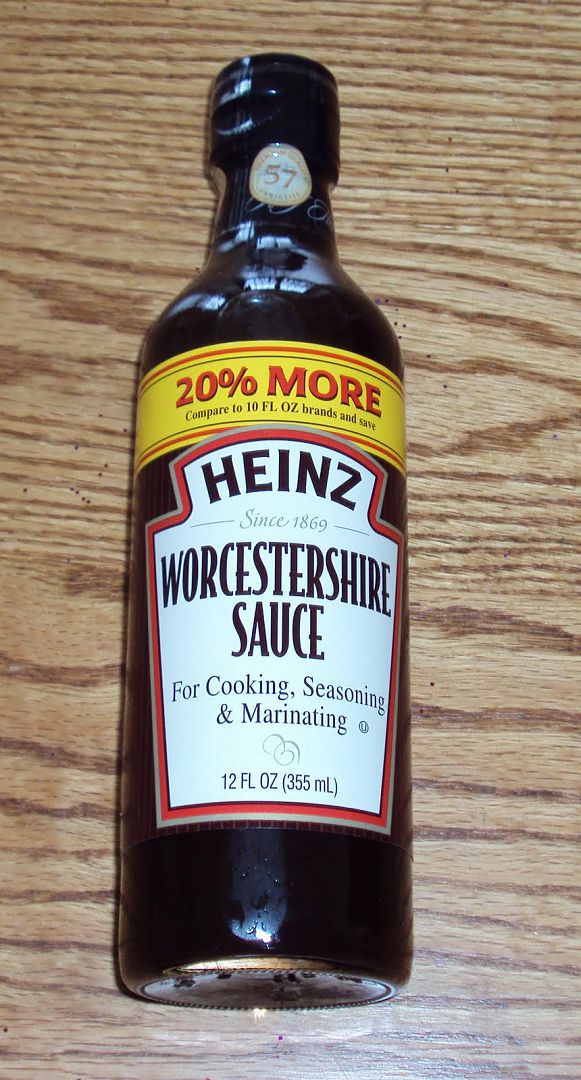 57
VARIETIES
20% MORE
Compare to 10 FL OZ brands and save
HEINZ
Since 1869
WORCESTERSHIRE
SAUCE
For Cooking, Seasoning
& Marinating U
12 FL OZ (355 mL)